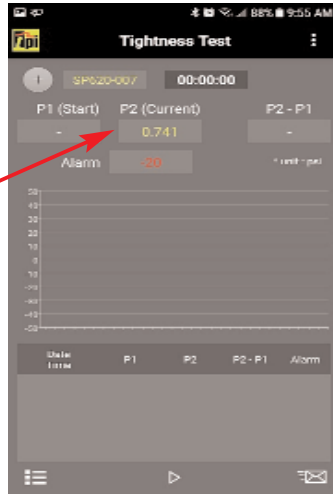 88% 9:55 AM
Tpi Tightness Test
SP620-007 00:00:00
P1 (Start) P2 (Current) P2 - P1
- 0.741 -
Alarm -20 * unit - psi
50
40
30
20
10
0
-10
-20
-30
-40
-50
Date P1 P2 P2 - P1 Alarm
time